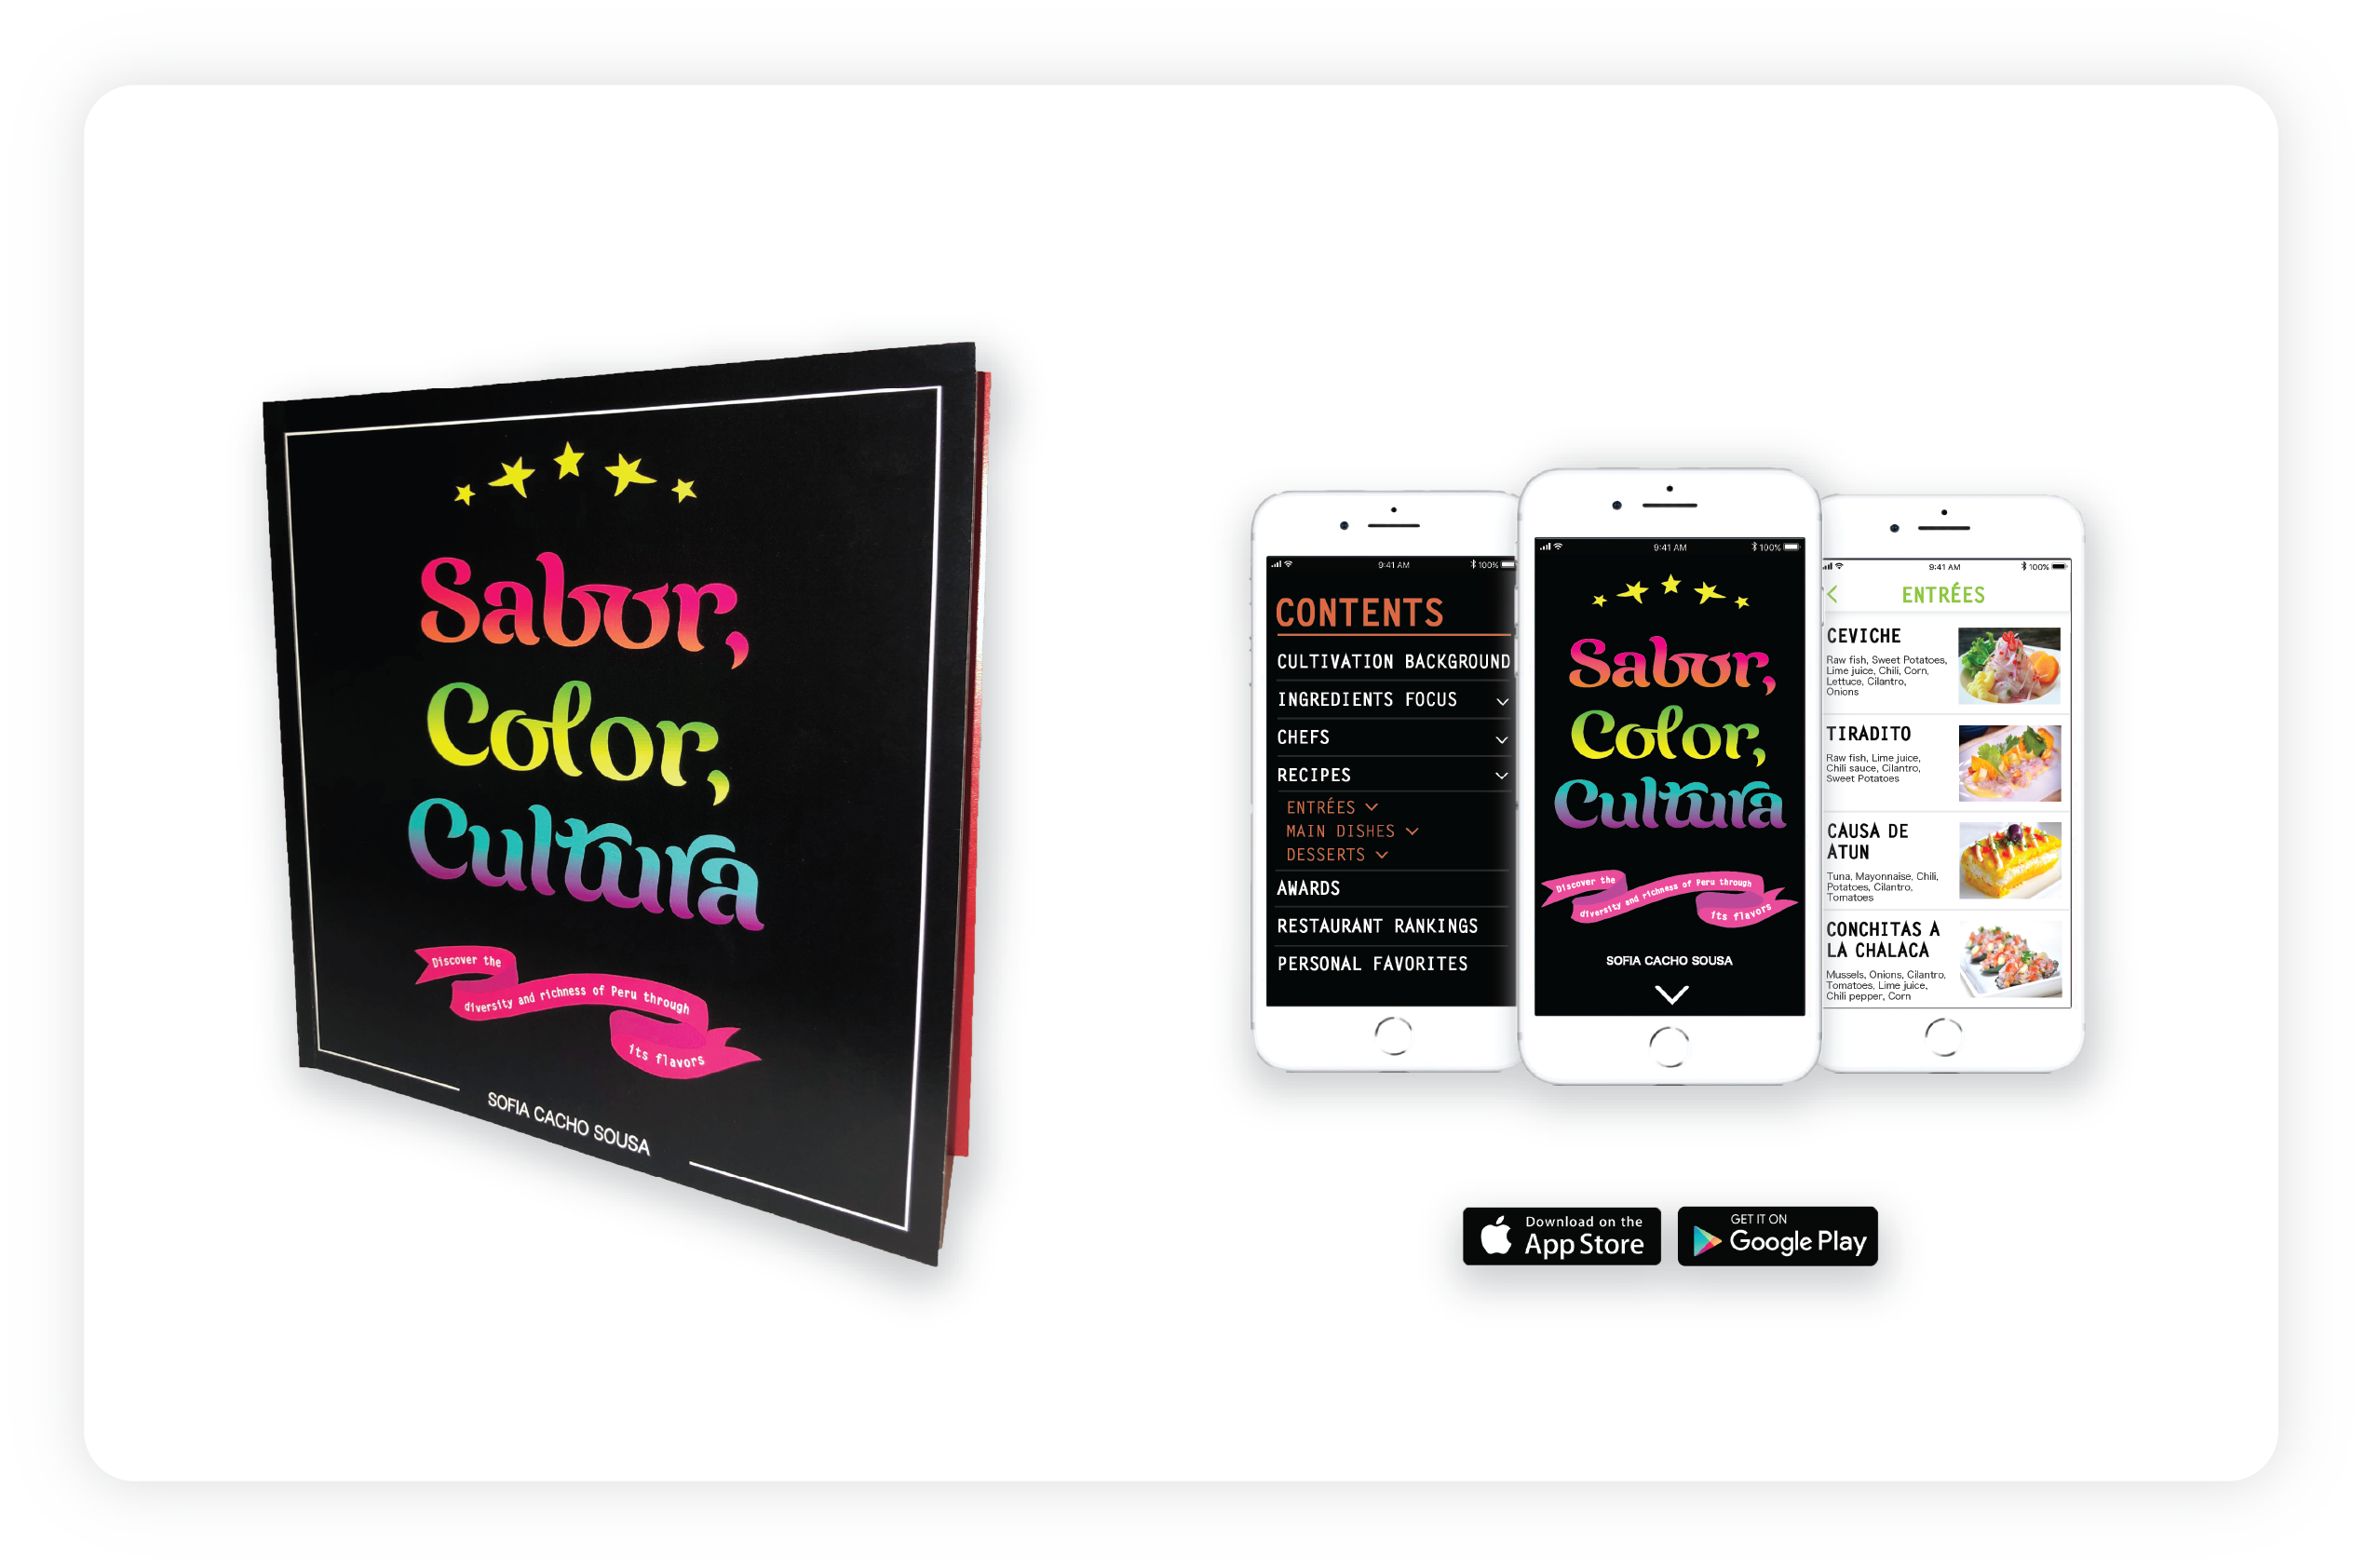 Sabor,
Color,
Cultura
Discover the
diversity and richness of Peru through
its flavors
SOFIA CACHO SOUSA
9:41 AM
100%
CONTENTS
CULTIVATION BACKGROUND
INGREDIENTS FOCUS
CHEFS
RECIPES
ENTRÉES
MAIN DISHES
DESSERTS
AWARDS
RESTAURANT RANKINGS
PERSONAL FAVORITES
9:41 AM
100%
Sabor,
Color,
Cultura
Discover the
diversity and richness of Peru through
its flavors
SOFIA CACHO SOUSA
9:41 AM
100%
ENTRÉES
CEVICHE
Raw fish, Sweet Potatoes,
Lime juice, Chili, Corn,
Lettuce, Cilantro,
Onions
TIRADITO
Raw fish, Lime juice,
Chili sauce, Cilantro,
Sweet Potatoes
CAUSA DE
ATUN
Tuna, Mayonnaise, Chili,
Potatoes, Cilantro,
Tomatoes
CONCHITAS A
LA CHALACA
Mussels, Onions, Cilantro,
Tomatoes, Lime juice,
Chili pepper, Corn
Download on the
App Store
GET IT ON
Google Play